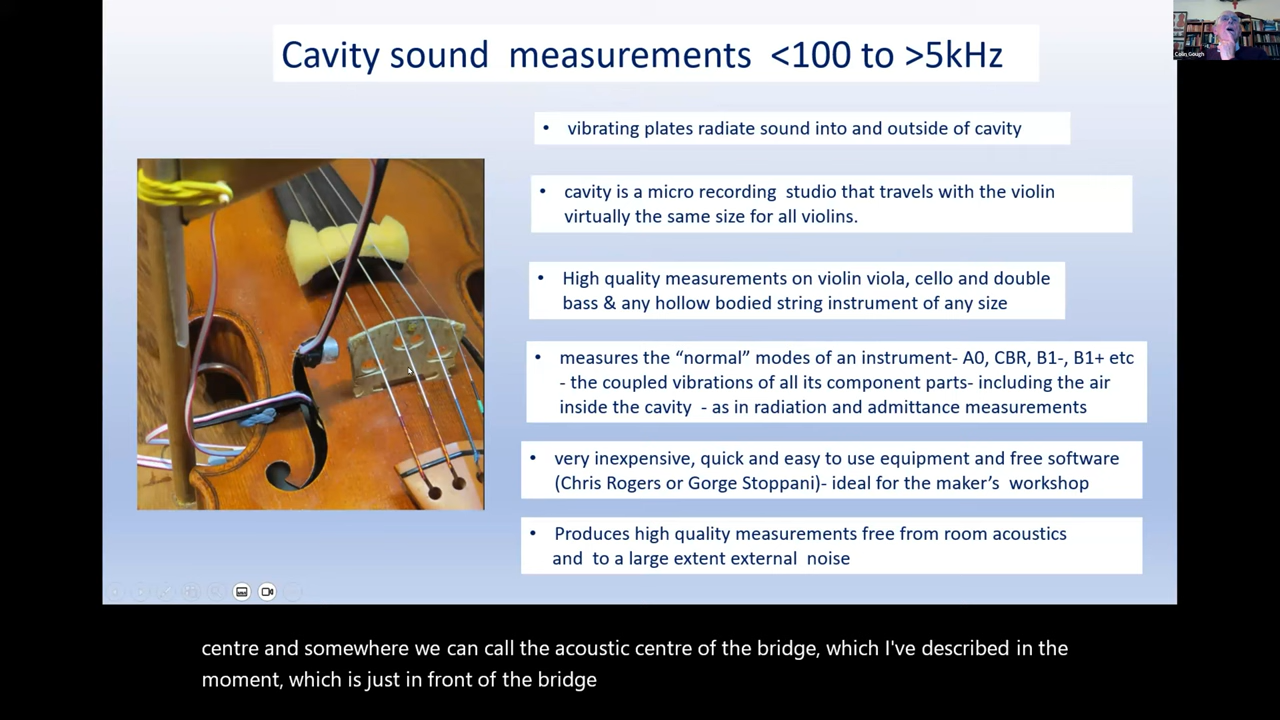 Cavity sound measurements <100 to >5kHz
Colin Gough
• vibrating plates radiate sound into and outside of cavity
• cavity is a micro recording studio that travels with the violin
virtually the same size for all violins.
• High quality measurements on violin viola, cello and double
bass & any hollow bodied string instrument of any size
• measures the “normal” modes of an instrument- A0, CBR, B1-, B1+ etc
- the coupled vibrations of all its component parts- including the air
inside the cavity - as in radiation and admittance measurements
• very inexpensive, quick and easy to use equipment and free software
(Chris Rogers or Gorge Stoppani)- ideal for the maker’s workshop
• Produces high quality measurements free from room acoustics
and to a large extent external noise
centre and somewhere we can call the acoustic centre of the bridge, which I've described in the
moment, which is just in front of the bridge